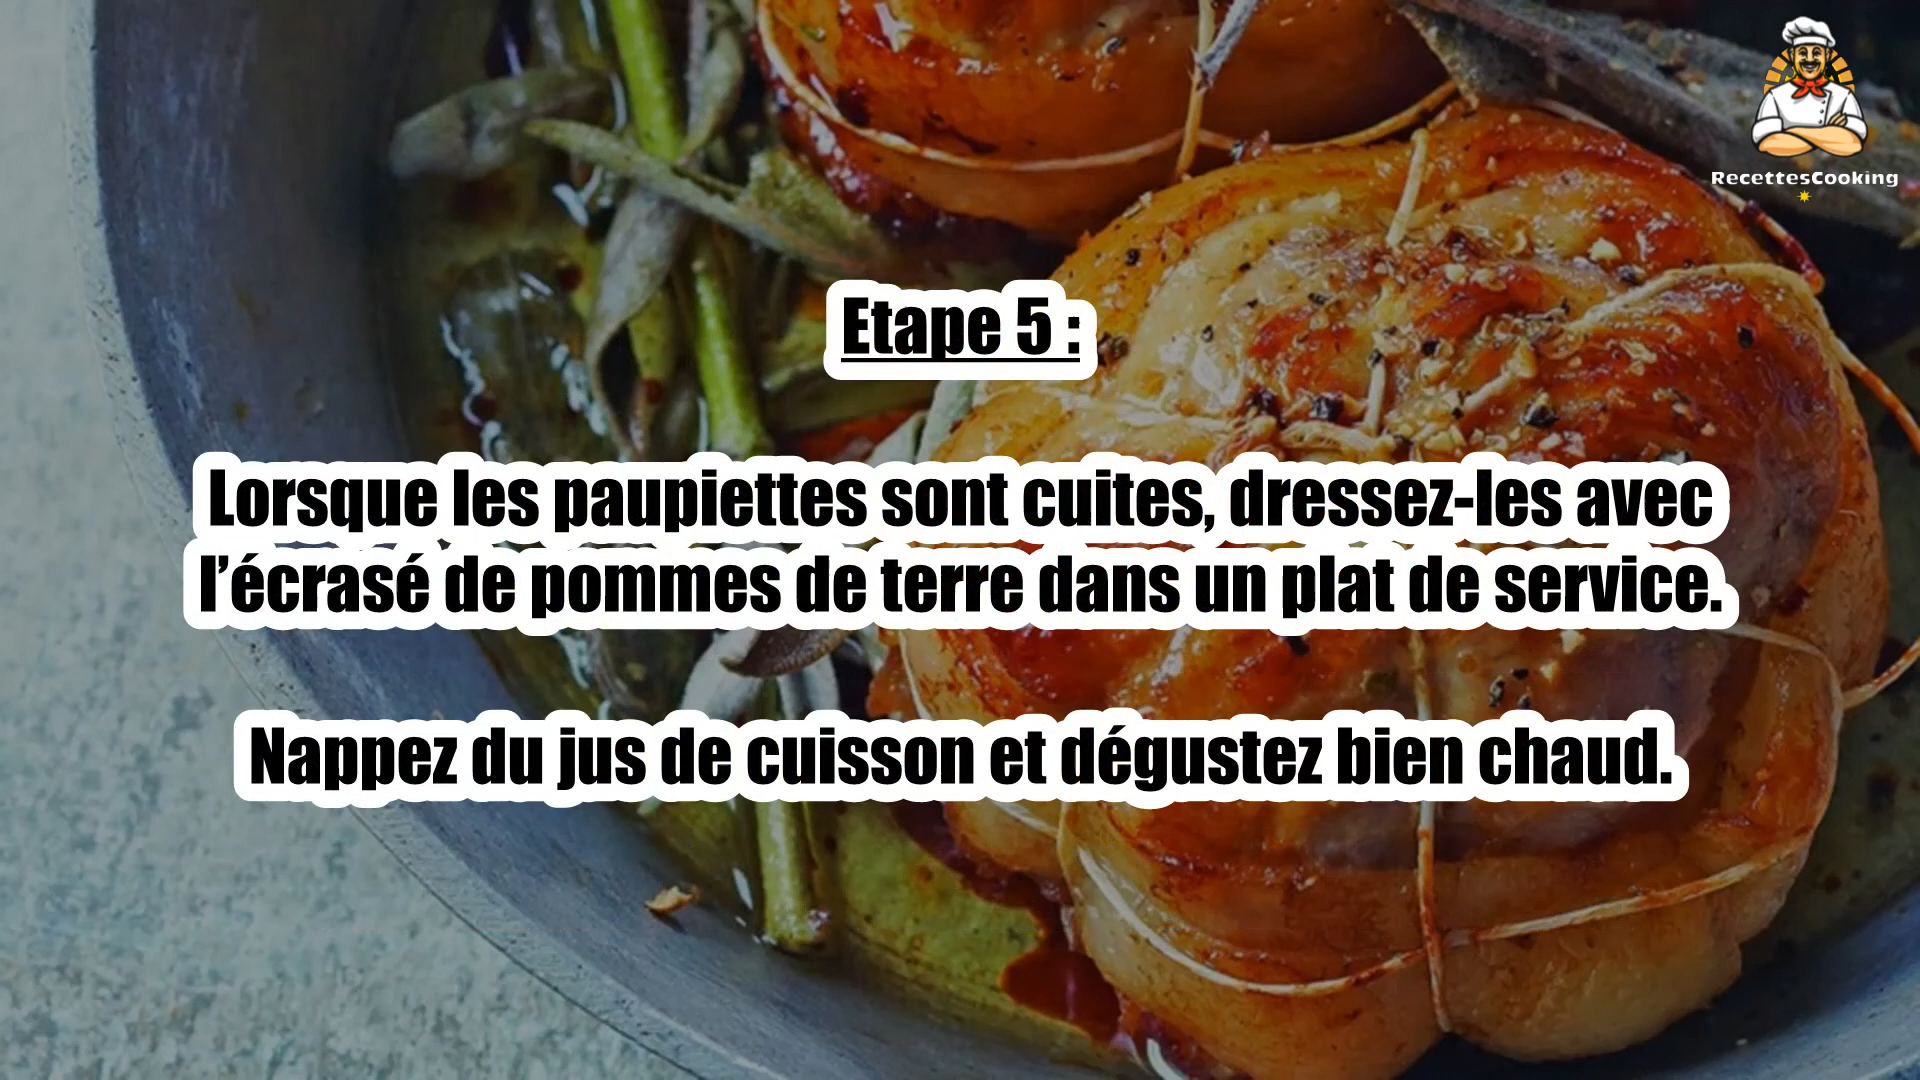 RecettesCooking
Etape 5 :
Lorsque les paupiettes sont cuites, dressez-les avec
l’écrasé de pommes de terre dans un plat de service.
Nappez du jus de cuisson et dégustez bien chaud.